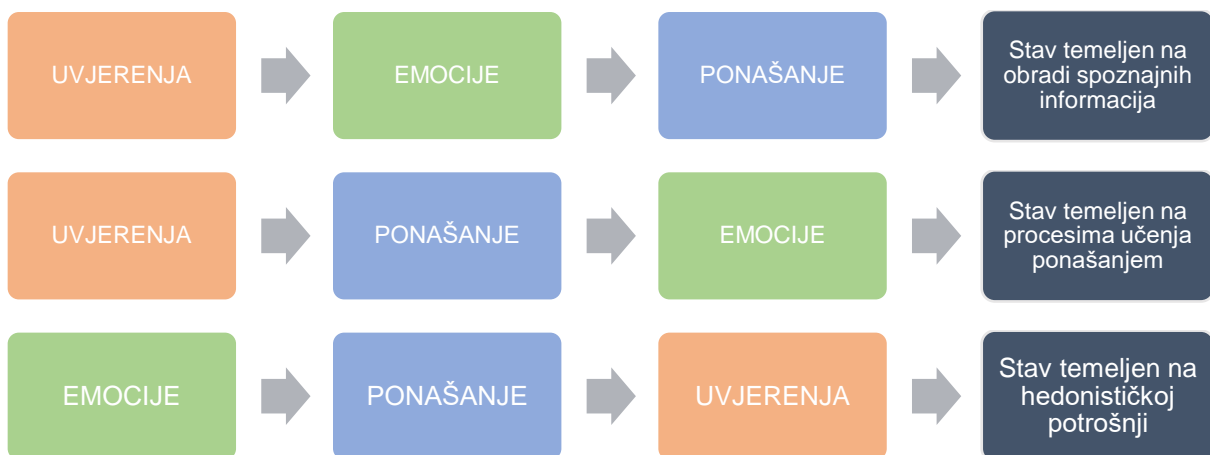 UVJERENJA
EMOCIJE
PONAŠANJE
Stav temeljen na
obradi spoznajnih
informacija
UVJERENJA
PONAŠANJE
EMOCIJE
Stav temeljen na
procesima učenja
ponašanjem
EMOCIJE
PONAŠANJE
UVJERENJA
Stav temeljen na
hedonističkoj
potrošnji